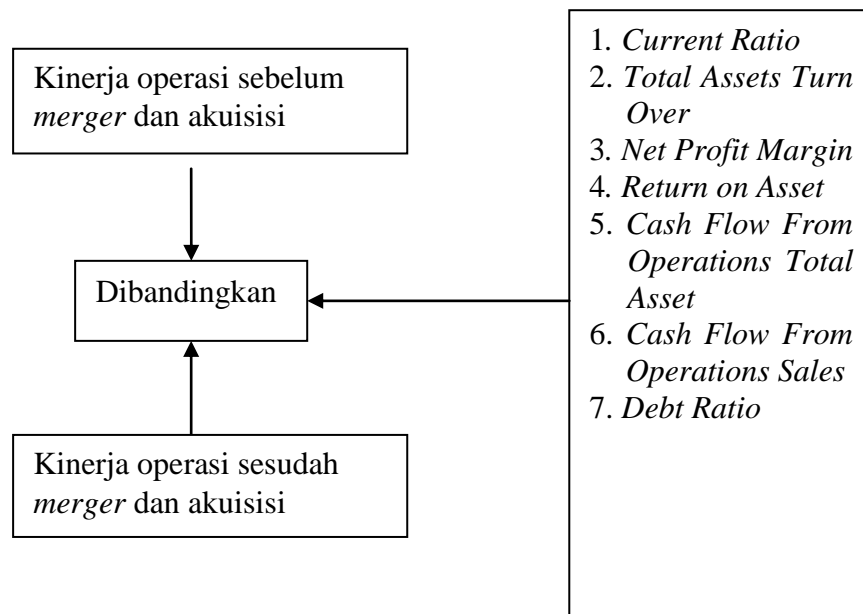 Kinerja operasi sebelum
merger dan akuisisi
Dibandingkan
Kinerja operasi sesudah
merger dan akuisisi
1. Current Ratio
2. Total Assets Turn
Over
3. Net Profit Margin
4. Return on Asset
5. Cash Flow From
Operations Total
Asset
6. Cash Flow From
Operations Sales
7. Debt Ratio